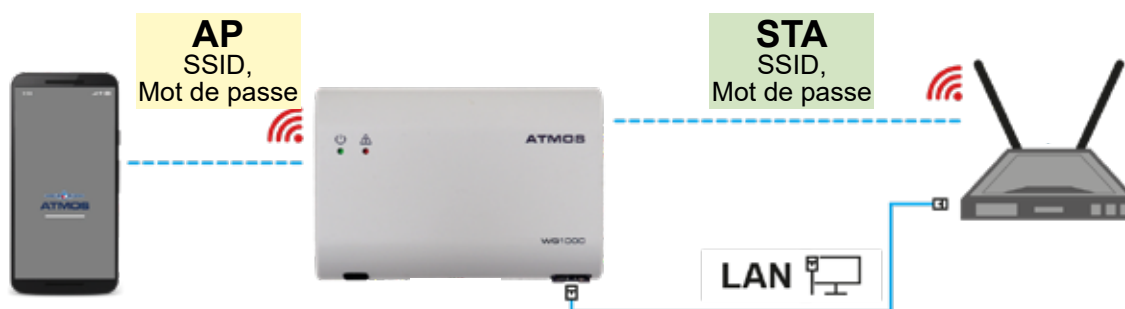 AP
SSID,
Mot de passe
STA
SSID,
Mot de passe
ATMOS
WG1000
ATMOS
LAN